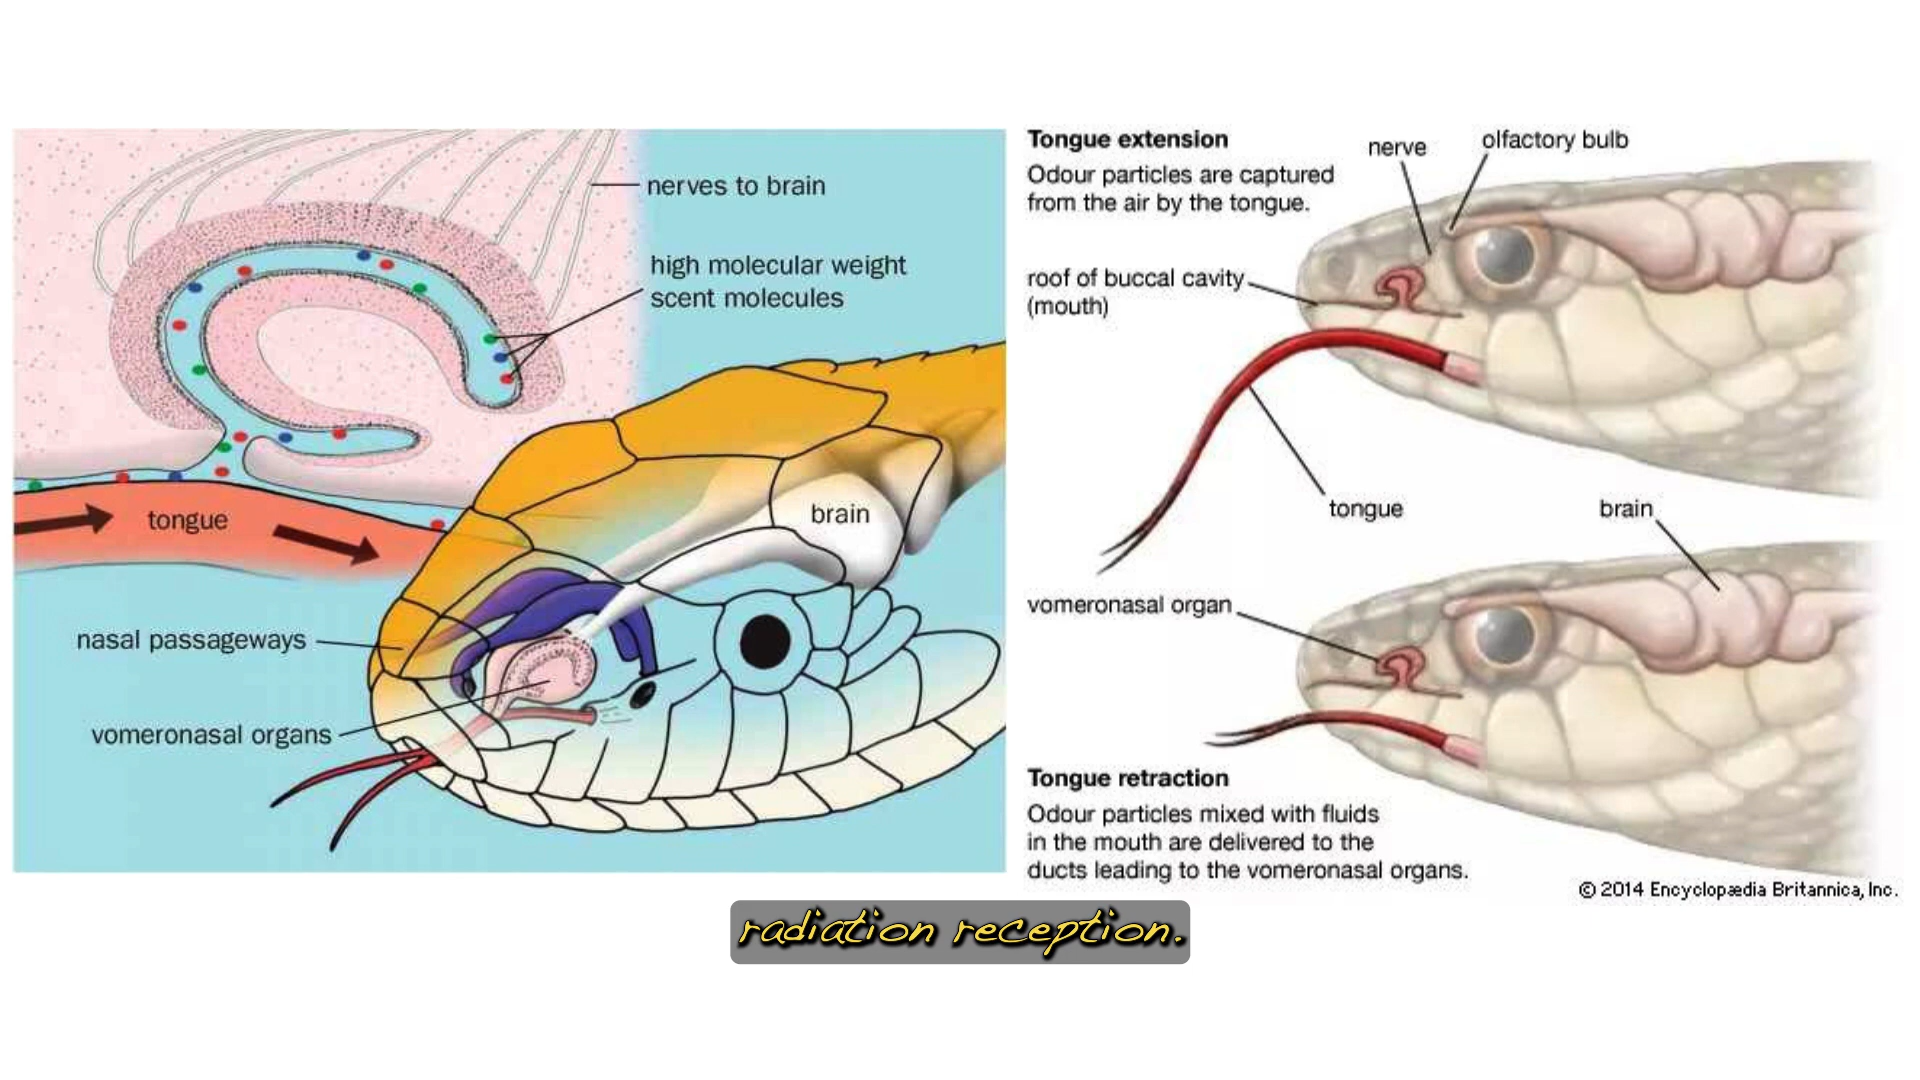 nerves to brain
high molecular weight
scent molecules
tongue
brain
nasal passageways
vomeronasal organs
Tongue extension
Odour particles are captured
from the air by the tongue.
nerve
olfactory bulb
roof of buccal cavity
(mouth)
tongue
brain
vomeronasal organ
Tongue retraction
Odour particles mixed with fluids
in the mouth are delivered to the
ducts leading to the vomeronasal organs.
© 2014 Encyclopædia Britannica, Inc.
radiation reception.